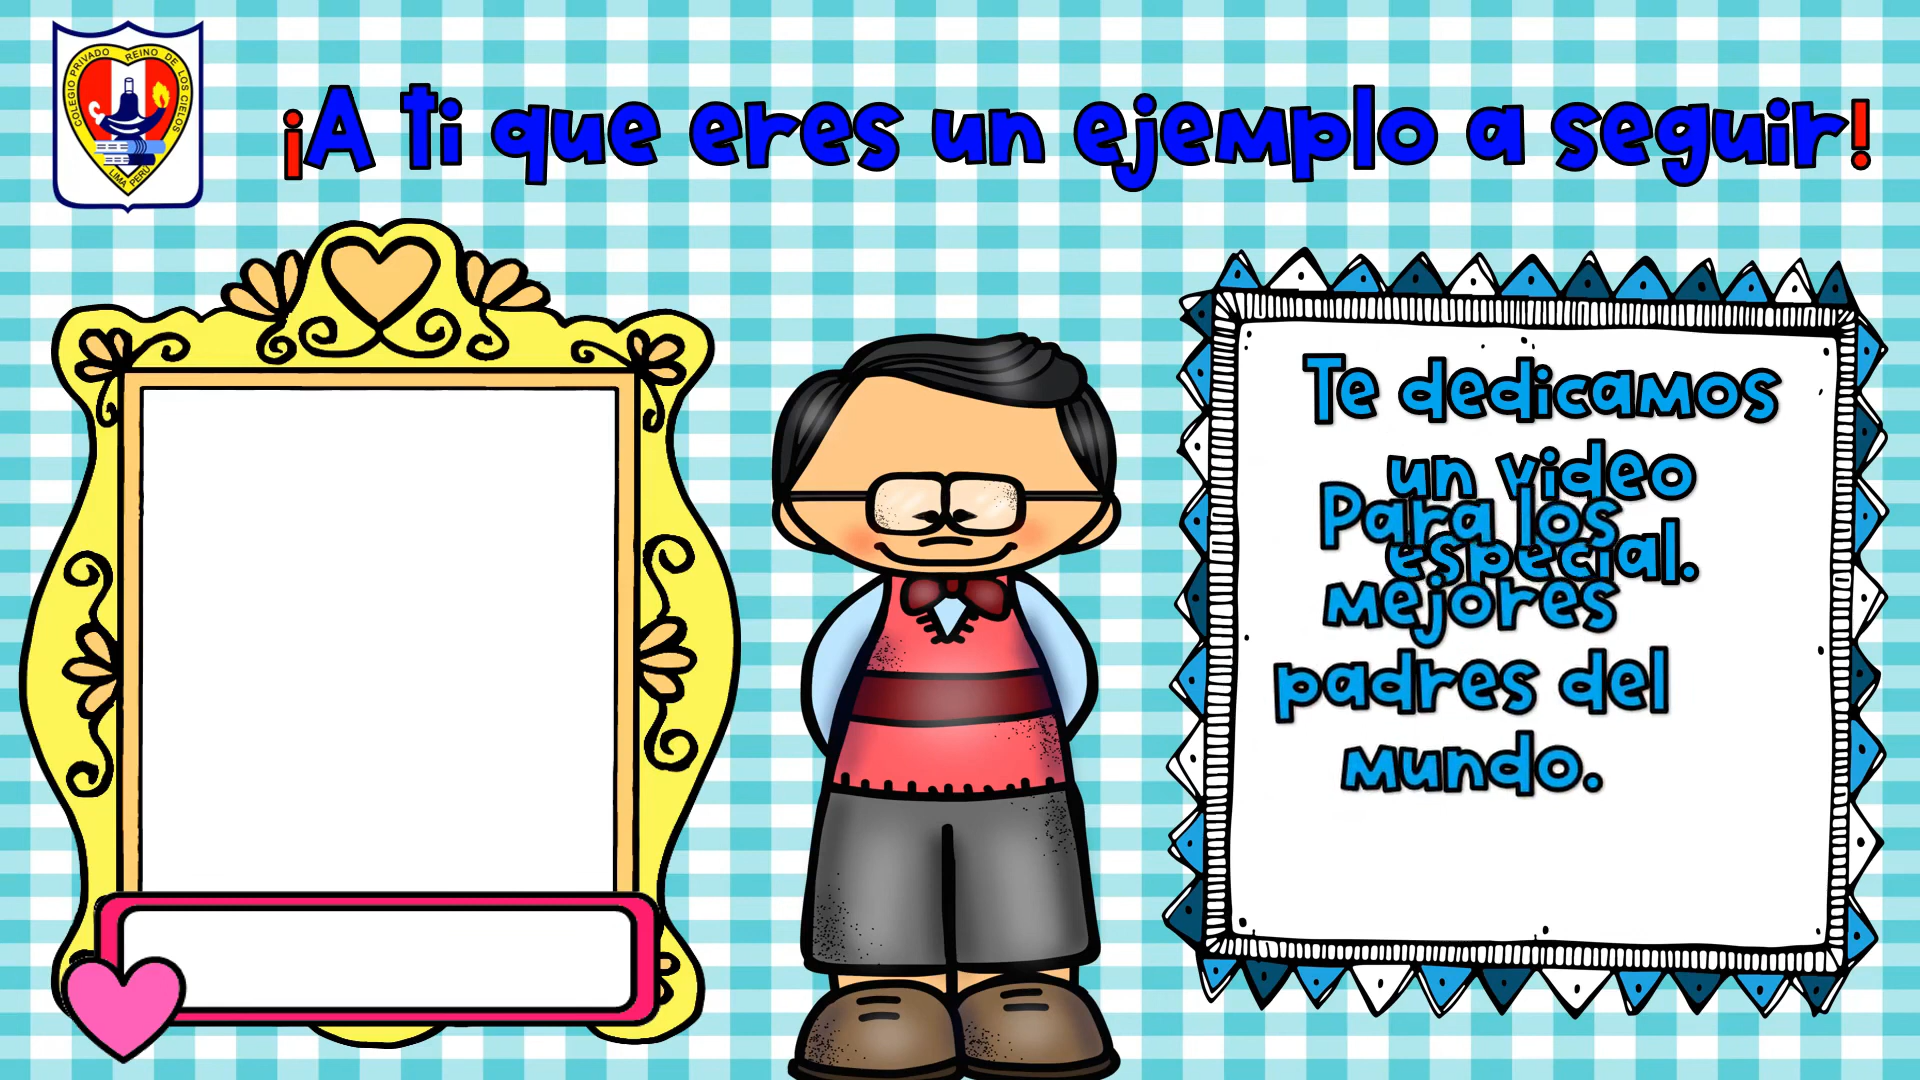 COLEGIO PRIVADO REINO DE LOS CIELOS
LIMA PERÚ
¡A ti que eres un ejemplo a seguir!
Te dedicamos
un video
especial.
Para los
mejores
padres del
mundo.